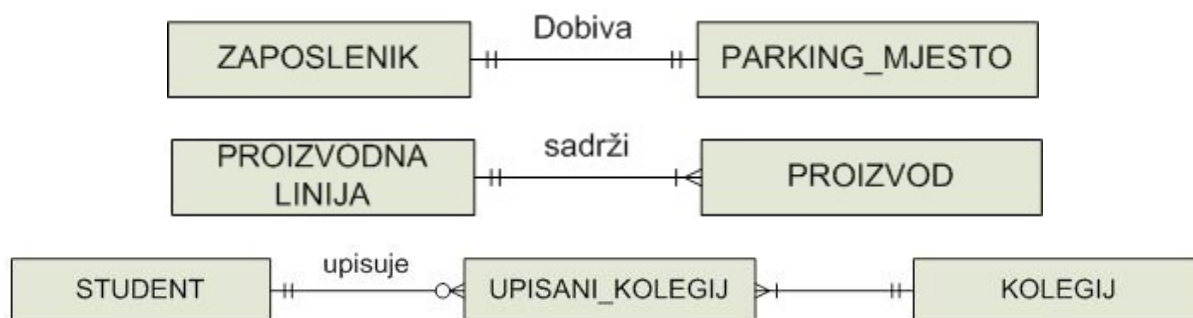 Dobiva
ZAPOSLENIK
PARKING_MJESTO
sadrži
PROIZVODNA
LINIJA
PROIZVOD
upisuje
STUDENT
UPISANI_KOLEGIJ
KOLEGIJ